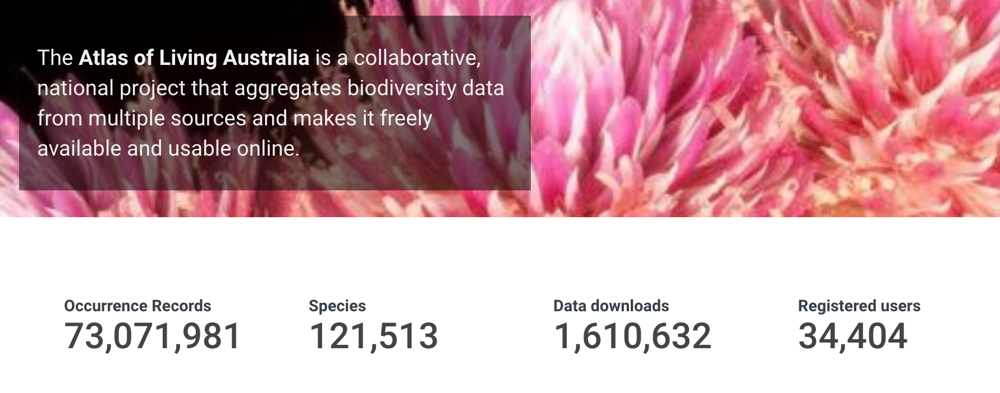 The Atlas of Living Australia is a collaborative,
national project that aggregates biodiversity data
from multiple sources and makes it freely
available and usable online.
Occurrence Records
73,071,981
Species
121,513
Data downloads
1,610,632
Registered users
34,404